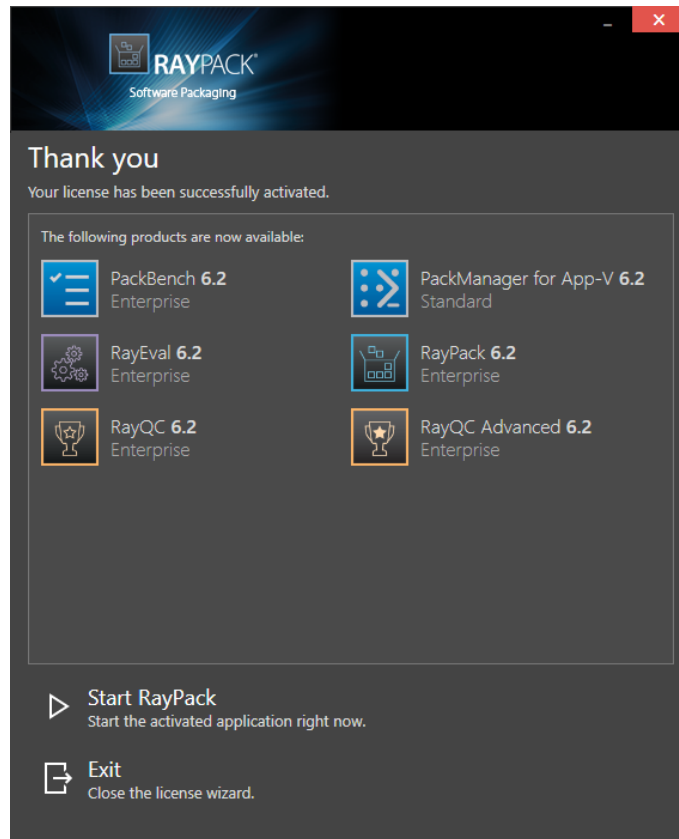 RAYPACK®
Software Packaging
Thank you
Your license has been successfully activated.
The following products are now available:
PackBench 6.2
Enterprise
PackManager for App-V 6.2
Standard
RayEval 6.2
Enterprise
RayPack 6.2
Enterprise
RayQC 6.2
Enterprise
RayQC Advanced 6.2
Enterprise
Start RayPack
Start the activated application right now.
Exit
Close the license wizard.